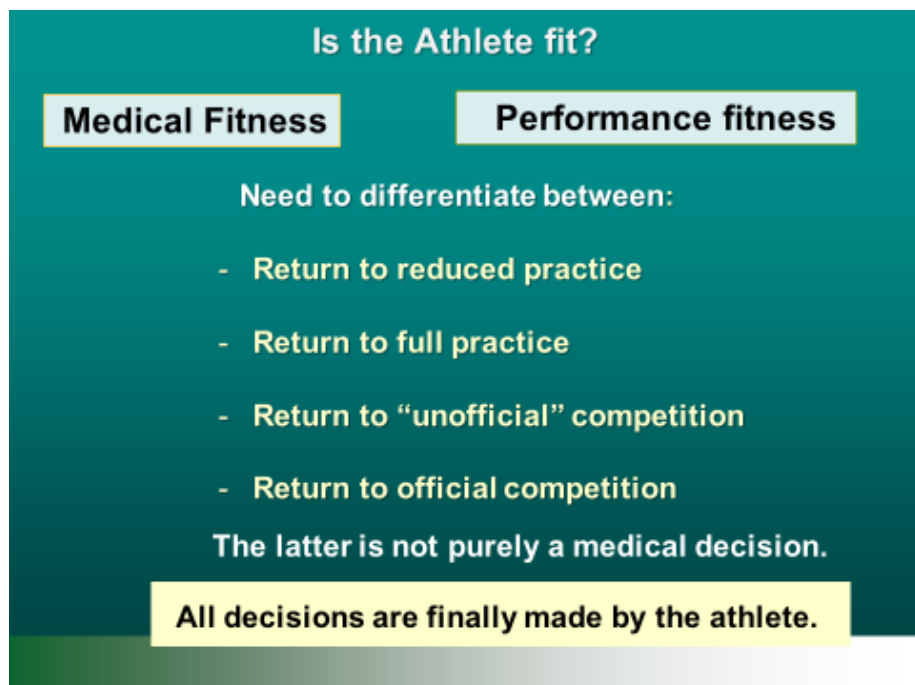 Is the Athlete fit?
Medical Fitness
Performance fitness
Need to differentiate between:
- Return to reduced practice
- Return to full practice
- Return to “unofficial” competition
- Return to official competition
The latter is not purely a medical decision.
All decisions are finally made by the athlete.